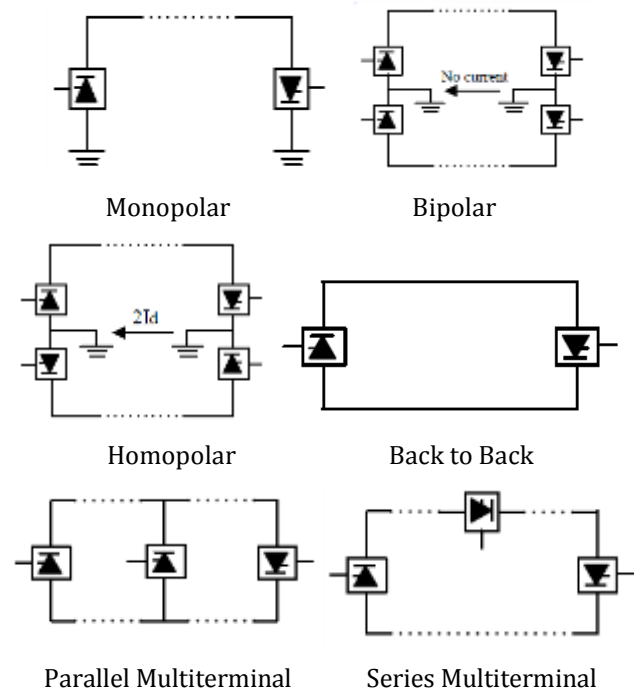 No current
Monopolar
Bipolar
2Id
Homopolar
Back to Back
Parallel Multiterminal
Series Multiterminal